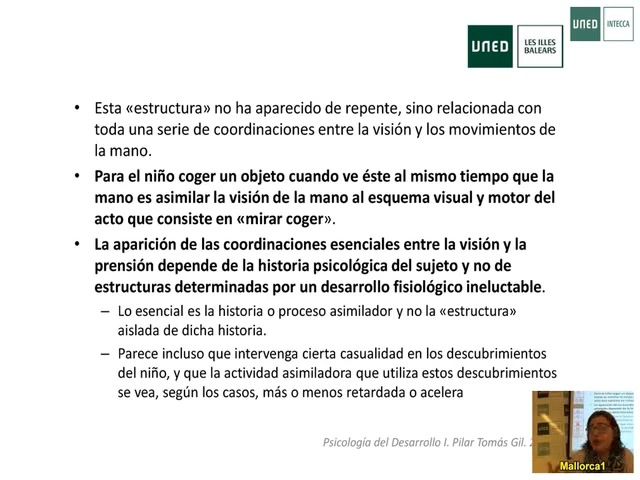 UNED
LES ILLES
BALEARS
UNED
INTECCA
• Esta «estructura» no ha aparecido de repente, sino relacionada con
toda una serie de coordinaciones entre la visión y los movimientos de
la mano.
• Para el niño coger un objeto cuando ve éste al mismo tiempo que la
mano es asimilar la visión de la mano al esquema visual y motor del
acto que consiste en «mirar coger».
• La aparición de las coordinaciones esenciales entre la visión y la
prensión depende de la historia psicológica del sujeto y no de
estructuras determinadas por un desarrollo fisiológico ineluctable.
– Lo esencial es la historia o proceso asimilador y no la «estructura»
aislada de dicha historia.
– Parece incluso que intervenga cierta casualidad en los descubrimientos
del niño, y que la actividad asimiladora que utiliza estos descubrimientos
se vea, según los casos, más o menos retardada o acelera
Psicología del Desarrollo I. Pilar Tomás Gil.
Mallorca1